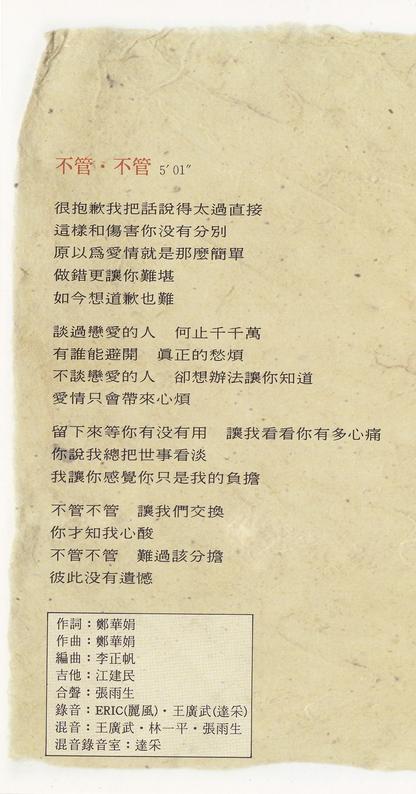 不管·不管 5′01″
很抱歉我把話說得太過直接
這樣和傷害你没有分別
原以爲愛情就是那麼簡單
做錯更讓你難堪
如今想道歉也難
談過戀愛的人　何止千千萬
有誰能避開　眞正的愁煩
不談戀愛的人　卻想辦法讓你知道
愛情只會帶來心煩
留下來等你有没有用　讓我看看你有多心痛
你說我總把世事看淡
我讓你感覺你只是我的負擔
不管不管　讓我們交換
你才知我心酸
不管不管　難過該分擔
彼此没有遺憾
作詞：鄭華娟
作曲：鄭華娟
編曲：李正帆
吉他：江建民
合聲：張雨生
錄音：ERIC(麗風)·王廣武(達采)
混音：王廣武·林一平·張雨生
混音錄音室：達采